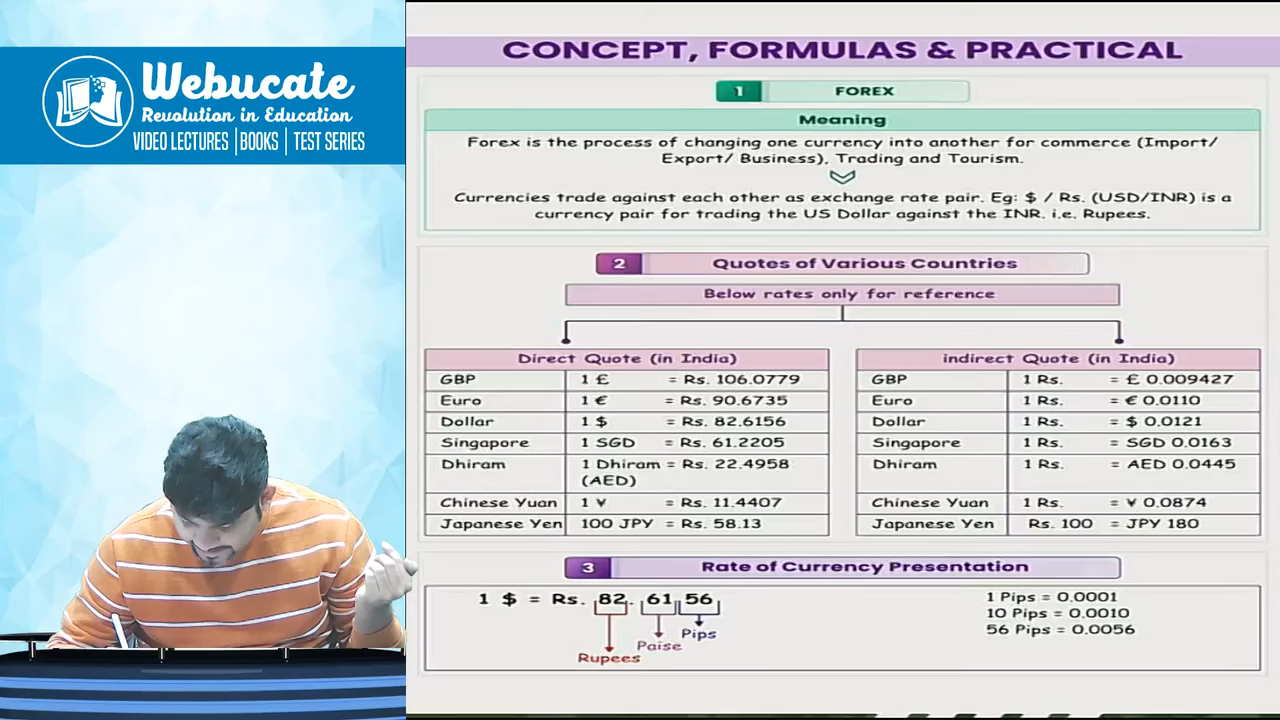 Webucate
Revolution in Education
VIDEO LECTURES | BOOKS | TEST SERIES
CONCEPT, FORMULAS & PRACTICAL
1 FOREX
Meaning
Forex is the process of changing one currency into another for commerce (Import/
Export/ Business), Trading and Tourism.
Currencies trade against each other as exchange rate pair. Eg: $ / Rs. (USD/INR) is a
currency pair for trading the US Dollar against the INR. i.e. Rupees.
2 Quotes of Various Countries
Below rates only for reference
Direct Quote (in India)
GBP 1 £ = Rs. 106.0779
Euro 1 € = Rs. 90.6735
Dollar 1 $ = Rs. 82.6156
Singapore 1 SGD = Rs. 61.2205
Dhiram 1 Dhiram = Rs. 22.4958
(AED)
Chinese Yuan 1 ¥ = Rs. 11.4407
Japanese Yen 100 JPY = Rs. 58.13
indirect Quote (in India)
GBP 1 Rs. = £ 0.009427
Euro 1 Rs. = € 0.0110
Dollar 1 Rs. = $ 0.0121
Singapore 1 Rs. = SGD 0.0163
Dhiram 1 Rs. = AED 0.0445
Chinese Yuan 1 Rs. = ¥ 0.0874
Japanese Yen Rs. 100 = JPY 180
3 Rate of Currency Presentation
1 $ = Rs. 82. 61 56
Pips
Paise
Rupees
1 Pips = 0.0001
10 Pips = 0.0010
56 Pips = 0.0056